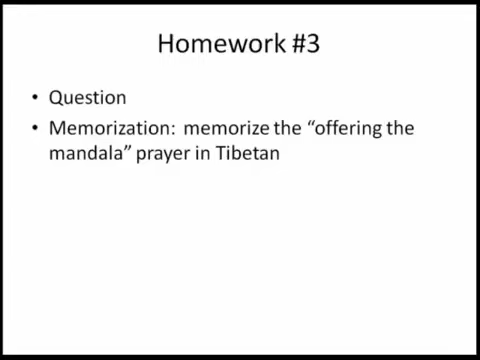 Homework #3
• Question
• Memorization: memorize the “offering the
mandala” prayer in Tibetan